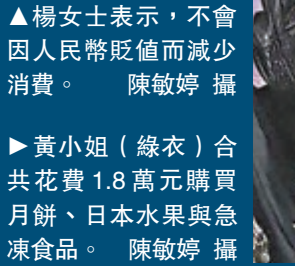 ▲楊女士表示，不會
因人民幣貶值而減少
消費。 陳敏婷 攝
►黃小姐（綠衣）合
共花費 1.8 萬元購買
月餅、日本水果與急
凍食品。 陳敏婷 攝